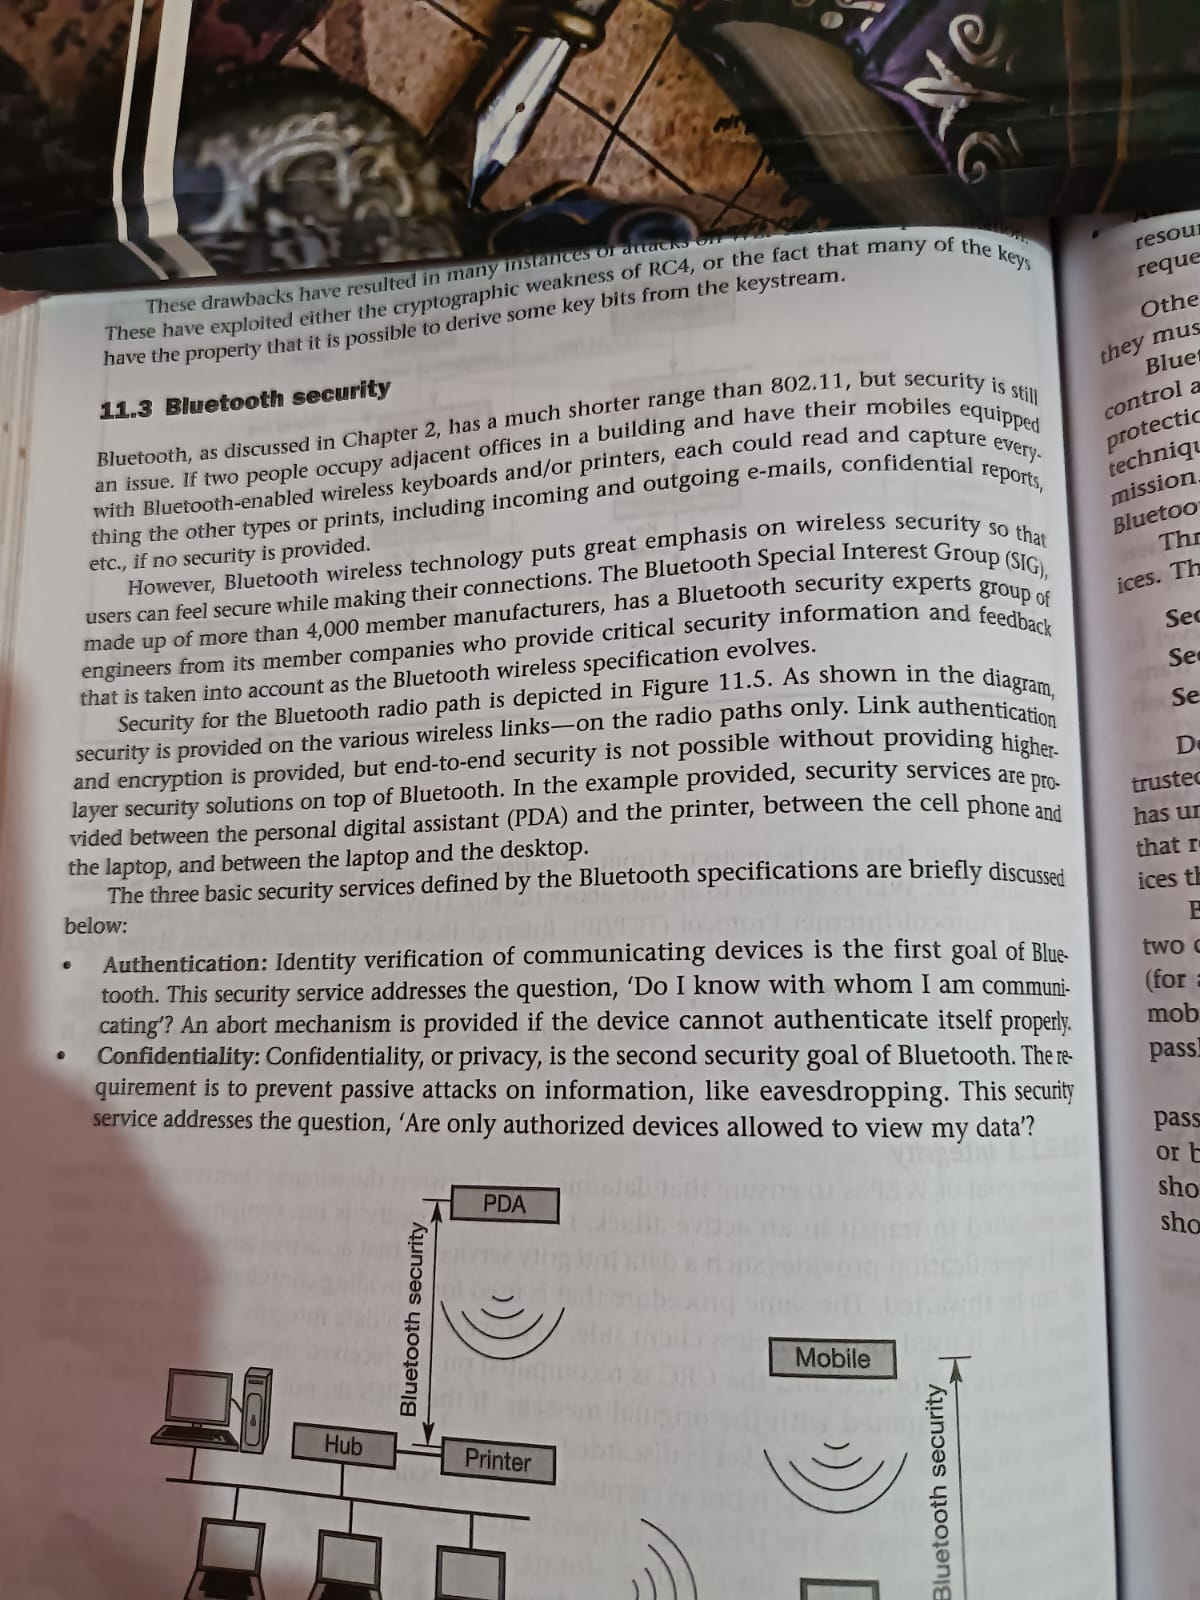 These drawbacks have resulted in many instances of attacks on
These have exploited either the cryptographic weakness of RC4, or the fact that many of the keys
have the property that it is possible to derive some key bits from the keystream.
11.3 Bluetooth security
Bluetooth, as discussed in Chapter 2, has a much shorter range than 802.11, but security is still
an issue. If two people occupy adjacent offices in a building and have their mobiles equipped
with Bluetooth-enabled wireless keyboards and/or printers, each could read and capture every-
thing the other types or prints, including incoming and outgoing e-mails, confidential reports,
etc., if no security is provided.
However, Bluetooth wireless technology puts great emphasis on wireless security so that
users can feel secure while making their connections. The Bluetooth Special Interest Group (SIG),
made up of more than 4,000 member manufacturers, has a Bluetooth security experts group of
engineers from its member companies who provide critical security information and feedback
that is taken into account as the Bluetooth wireless specification evolves.
Security for the Bluetooth radio path is depicted in Figure 11.5. As shown in the diagram,
security is provided on the various wireless links—on the radio paths only. Link authentication
and encryption is provided, but end-to-end security is not possible without providing higher-
layer security solutions on top of Bluetooth. In the example provided, security services are pro-
vided between the personal digital assistant (PDA) and the printer, between the cell phone and
the laptop, and between the laptop and the desktop.
The three basic security services defined by the Bluetooth specifications are briefly discussed
below:
• Authentication: Identity verification of communicating devices is the first goal of Blue-
tooth. This security service addresses the question, ‘Do I know with whom I am communi-
cating’? An abort mechanism is provided if the device cannot authenticate itself properly.
• Confidentiality: Confidentiality, or privacy, is the second security goal of Bluetooth. The re-
quirement is to prevent passive attacks on information, like eavesdropping. This security
service addresses the question, ‘Are only authorized devices allowed to view my data’?
PDA
Bluetooth security
Mobile
Hub
Printer
Bluetooth security
they mus
control a
mission.
ices. Th
has ur
that r
ices th
two
(for
mob
pass
pass
or b
sho
sho